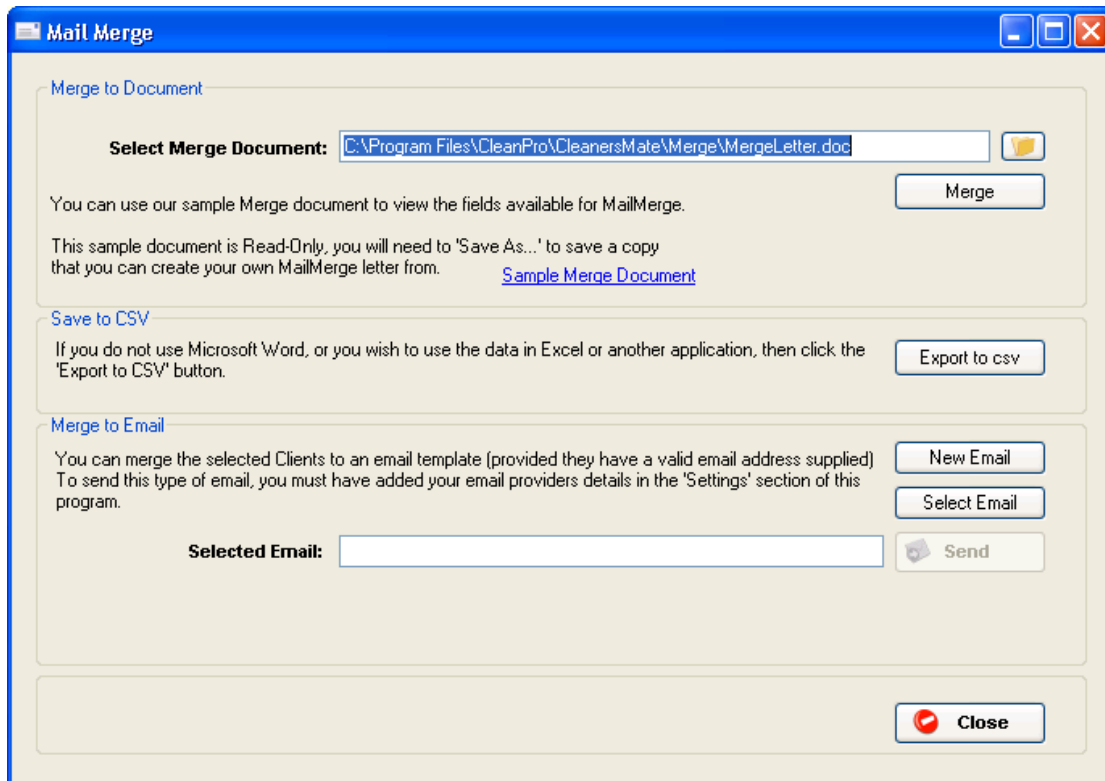 Mail Merge
Merge to Document
Select Merge Document: C:\Program Files\CleanPro\CleanersMate\Merge\MergeLetter.doc
Merge
You can use our sample Merge document to view the fields available for MailMerge.
This sample document is Read-Only, you will need to 'Save As...' to save a copy
that you can create your own MailMerge letter from.
Sample Merge Document
Save to CSV
If you do not use Microsoft Word, or you wish to use the data in Excel or another application, then click the
'Export to CSV' button.
Export to csv
Merge to Email
You can merge the selected Clients to an email template (provided they have a valid email address supplied)
To send this type of email, you must have added your email providers details in the 'Settings' section of this
program.
New Email
Select Email
Selected Email:
Send
Close